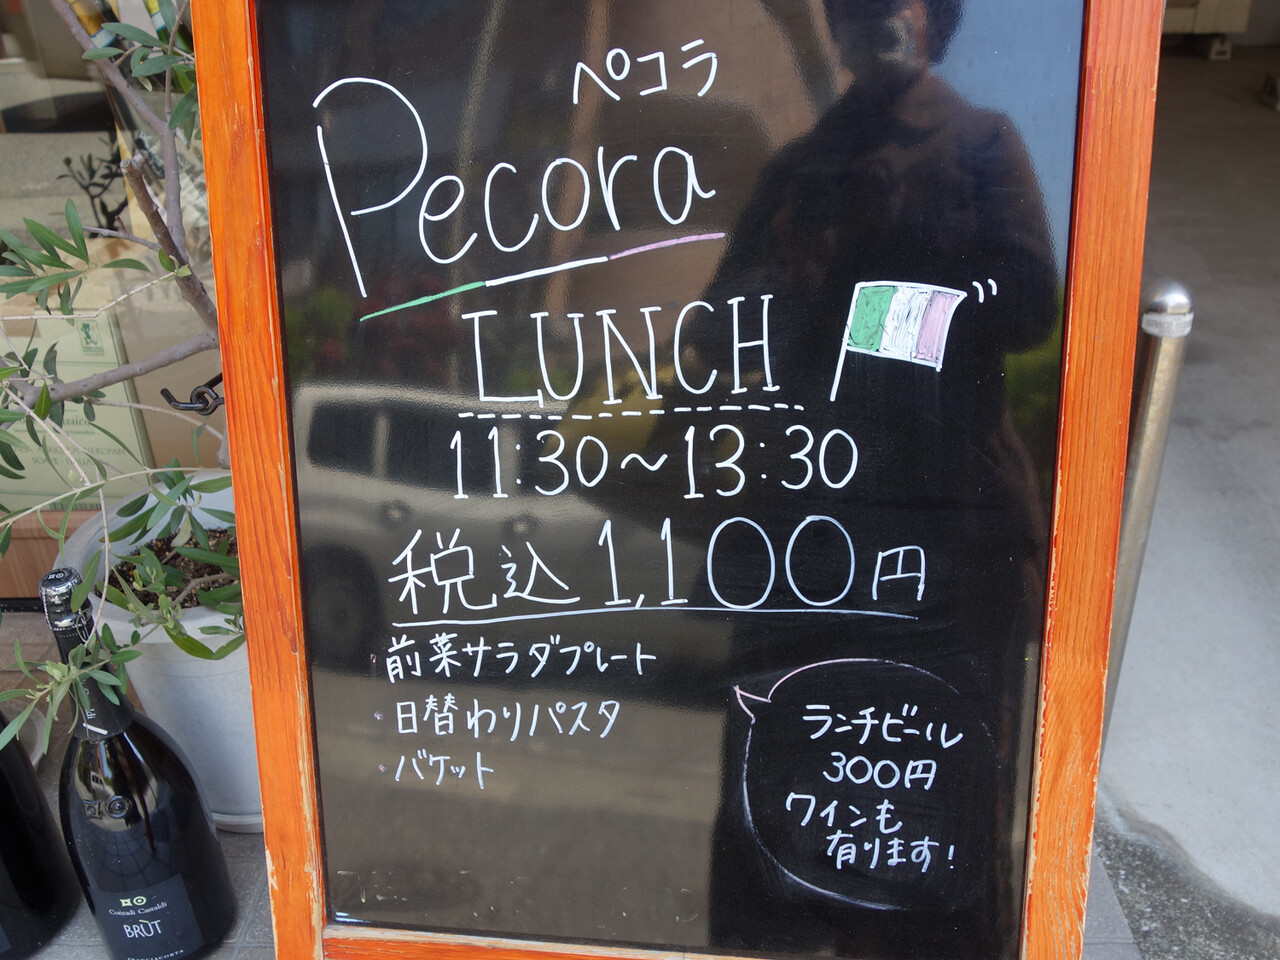 ペコラ
Pecora
LUNCH
11:30～13:30
税込1,100円
・前菜サラダプレート
・日替わりパスタ
・バケット
ランチビール
300円
ワインも
有ります!
Contadi Castaldi
BRUT